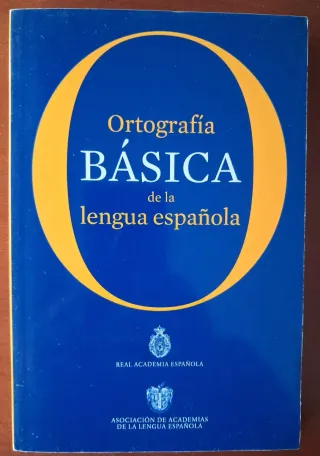 Ortografía
BÁSICA
de la
lengua española
REAL ACADEMIA ESPAÑOLA
ASOCIACIÓN DE ACADEMIAS
DE LA LENGUA ESPAÑOLA